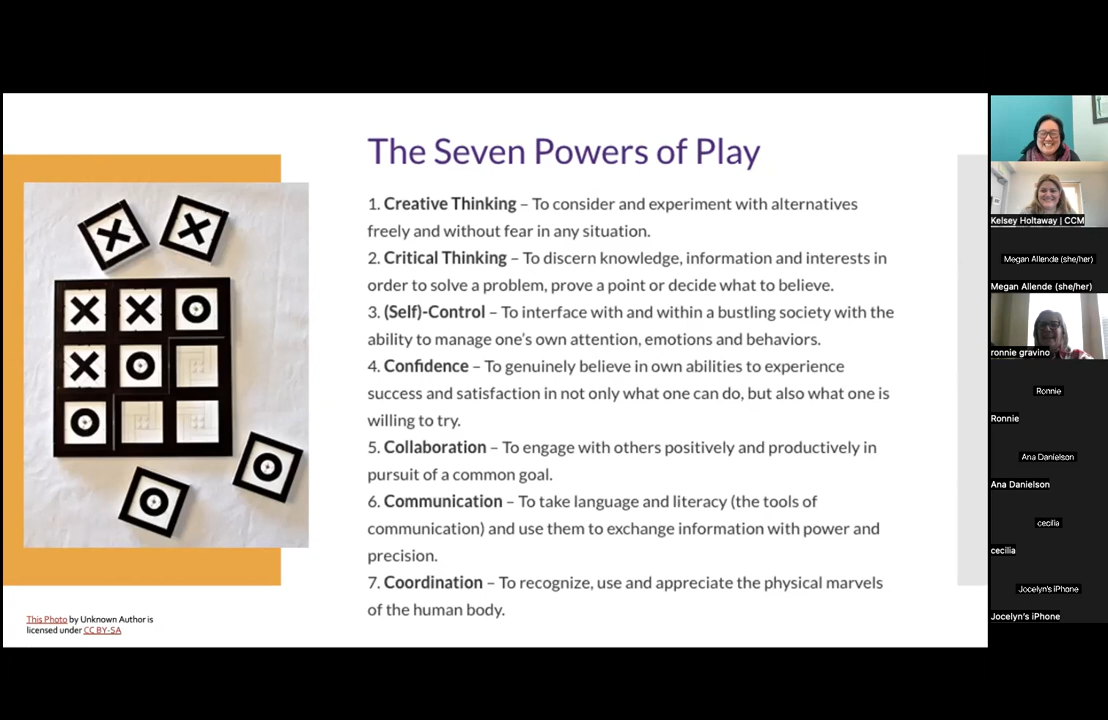 The Seven Powers of Play
1. Creative Thinking – To consider and experiment with alternatives
freely and without fear in any situation.
2. Critical Thinking – To discern knowledge, information and interests in
order to solve a problem, prove a point or decide what to believe.
3. (Self)-Control – To interface with and within a bustling society with the
ability to manage one’s own attention, emotions and behaviors.
4. Confidence – To genuinely believe in own abilities to experience
success and satisfaction in not only what one can do, but also what one is
willing to try.
5. Collaboration – To engage with others positively and productively in
pursuit of a common goal.
6. Communication – To take language and literacy (the tools of
communication) and use them to exchange information with power and
precision.
7. Coordination – To recognize, use and appreciate the physical marvels
of the human body.
X X O
X O
O
X
X
O
O
This Photo by Unknown Author is
licensed under CC BY-SA
Kelsey Holtaway | CCM
Megan Allende (she/her)
Megan Allende (she/her)
ronnie gravino
Ronnie
Ronnie
Ana Danielson
Ana Danielson
cecilia
cecilia
Jocelyn's iPhone
Jocelyn's iPhone